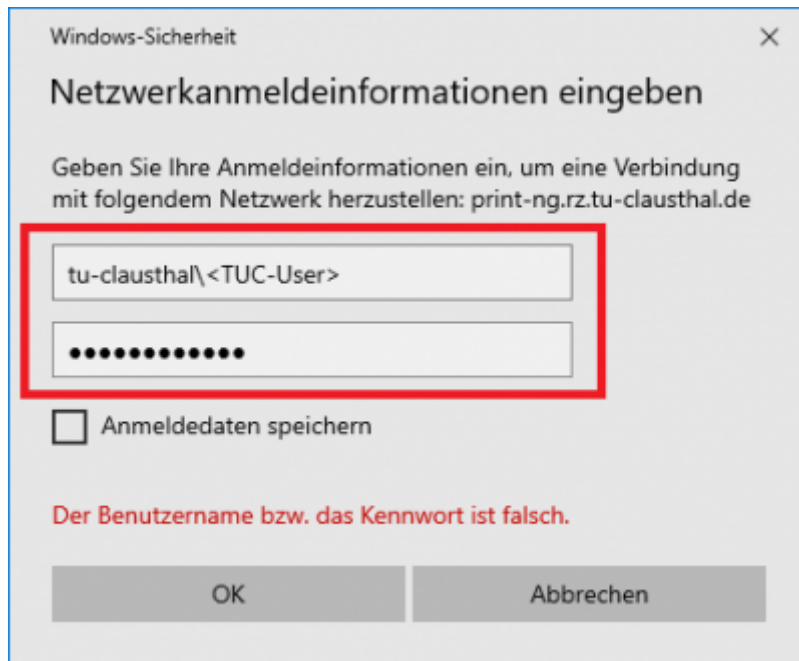 Windows-Sicherheit
Netzwerkanmeldeinformationen eingeben
Geben Sie Ihre Anmeldeinformationen ein, um eine Verbindung
mit folgendem Netzwerk herzustellen: print-ng.rz.tu-clausthal.de
tu-clausthal\<TUC-User>
●●●●●●●●●●●●
Anmeldedaten speichern
Der Benutzername bzw. das Kennwort ist falsch.
OK
Abbrechen